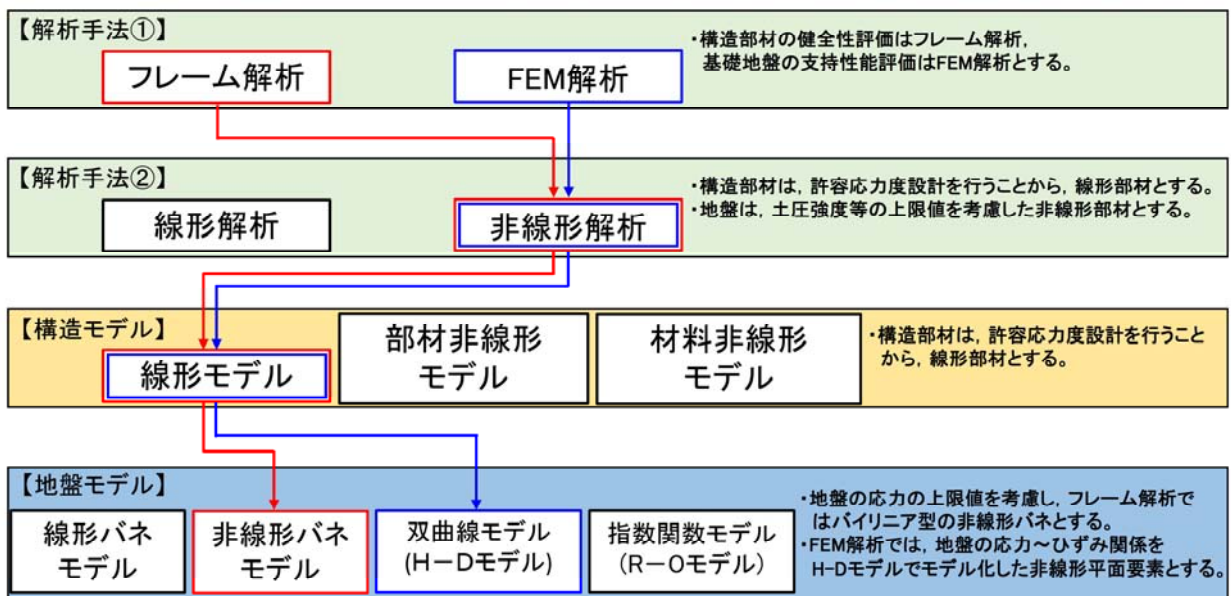 【解析手法①】
フレーム解析
FEM解析
・構造部材の健全性評価はフレーム解析，
基礎地盤の支持性能評価はFEM解析とする。
【解析手法②】
線形解析
非線形解析
・構造部材は，許容応力度設計を行うことから，線形部材とする。
・地盤は，土圧強度等の上限値を考慮した非線形部材とする。
【構造モデル】
線形モデル
部材非線形
モデル
材料非線形
モデル
・構造部材は，許容応力度設計を行うこと
から，線形部材とする。
【地盤モデル】
線形バネ
モデル
非線形バネ
モデル
双曲線モデル
(H－Dモデル)
指数関数モデル
(R－Oモデル)
・地盤の応力の上限値を考慮し，フレーム解析で
はバイリニア型の非線形バネとする。
・FEM解析では，地盤の応力～ひずみ関係を
H-Dモデルでモデル化した非線形平面要素とする。